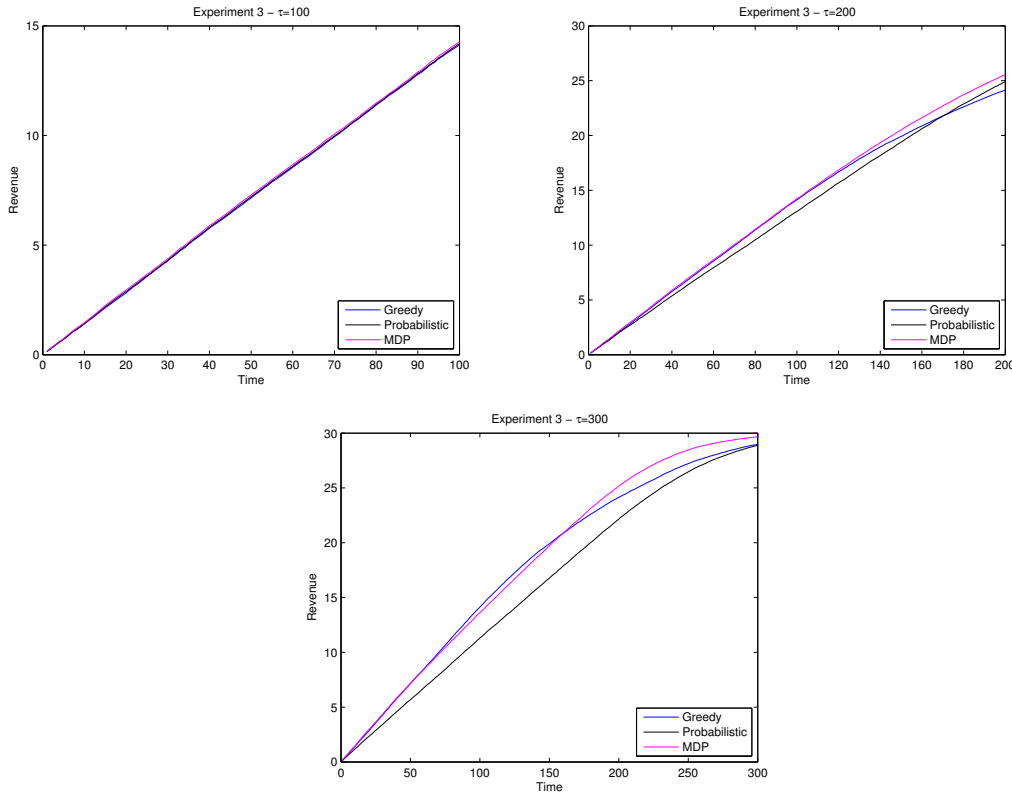 Experiment 3 − τ=100
15
10
5
0
Revenue
0 10 20 30 40 50 60 70 80 90 100
Time
Greedy
Probabilistic
MDP
Experiment 3 − τ=200
30
25
20
15
10
5
0
Revenue
0 20 40 60 80 100 120 140 160 180 200
Time
Greedy
Probabilistic
MDP
Experiment 3 − τ=300
30
25
20
15
10
5
0
Revenue
0 50 100 150 200 250 300
Time
Greedy
Probabilistic
MDP